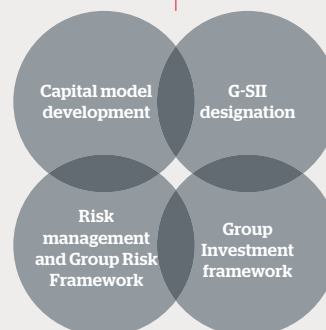 Capital model
development
G-SII
designation
Risk
management
and Group Risk
Framework
Group
Investment
framework